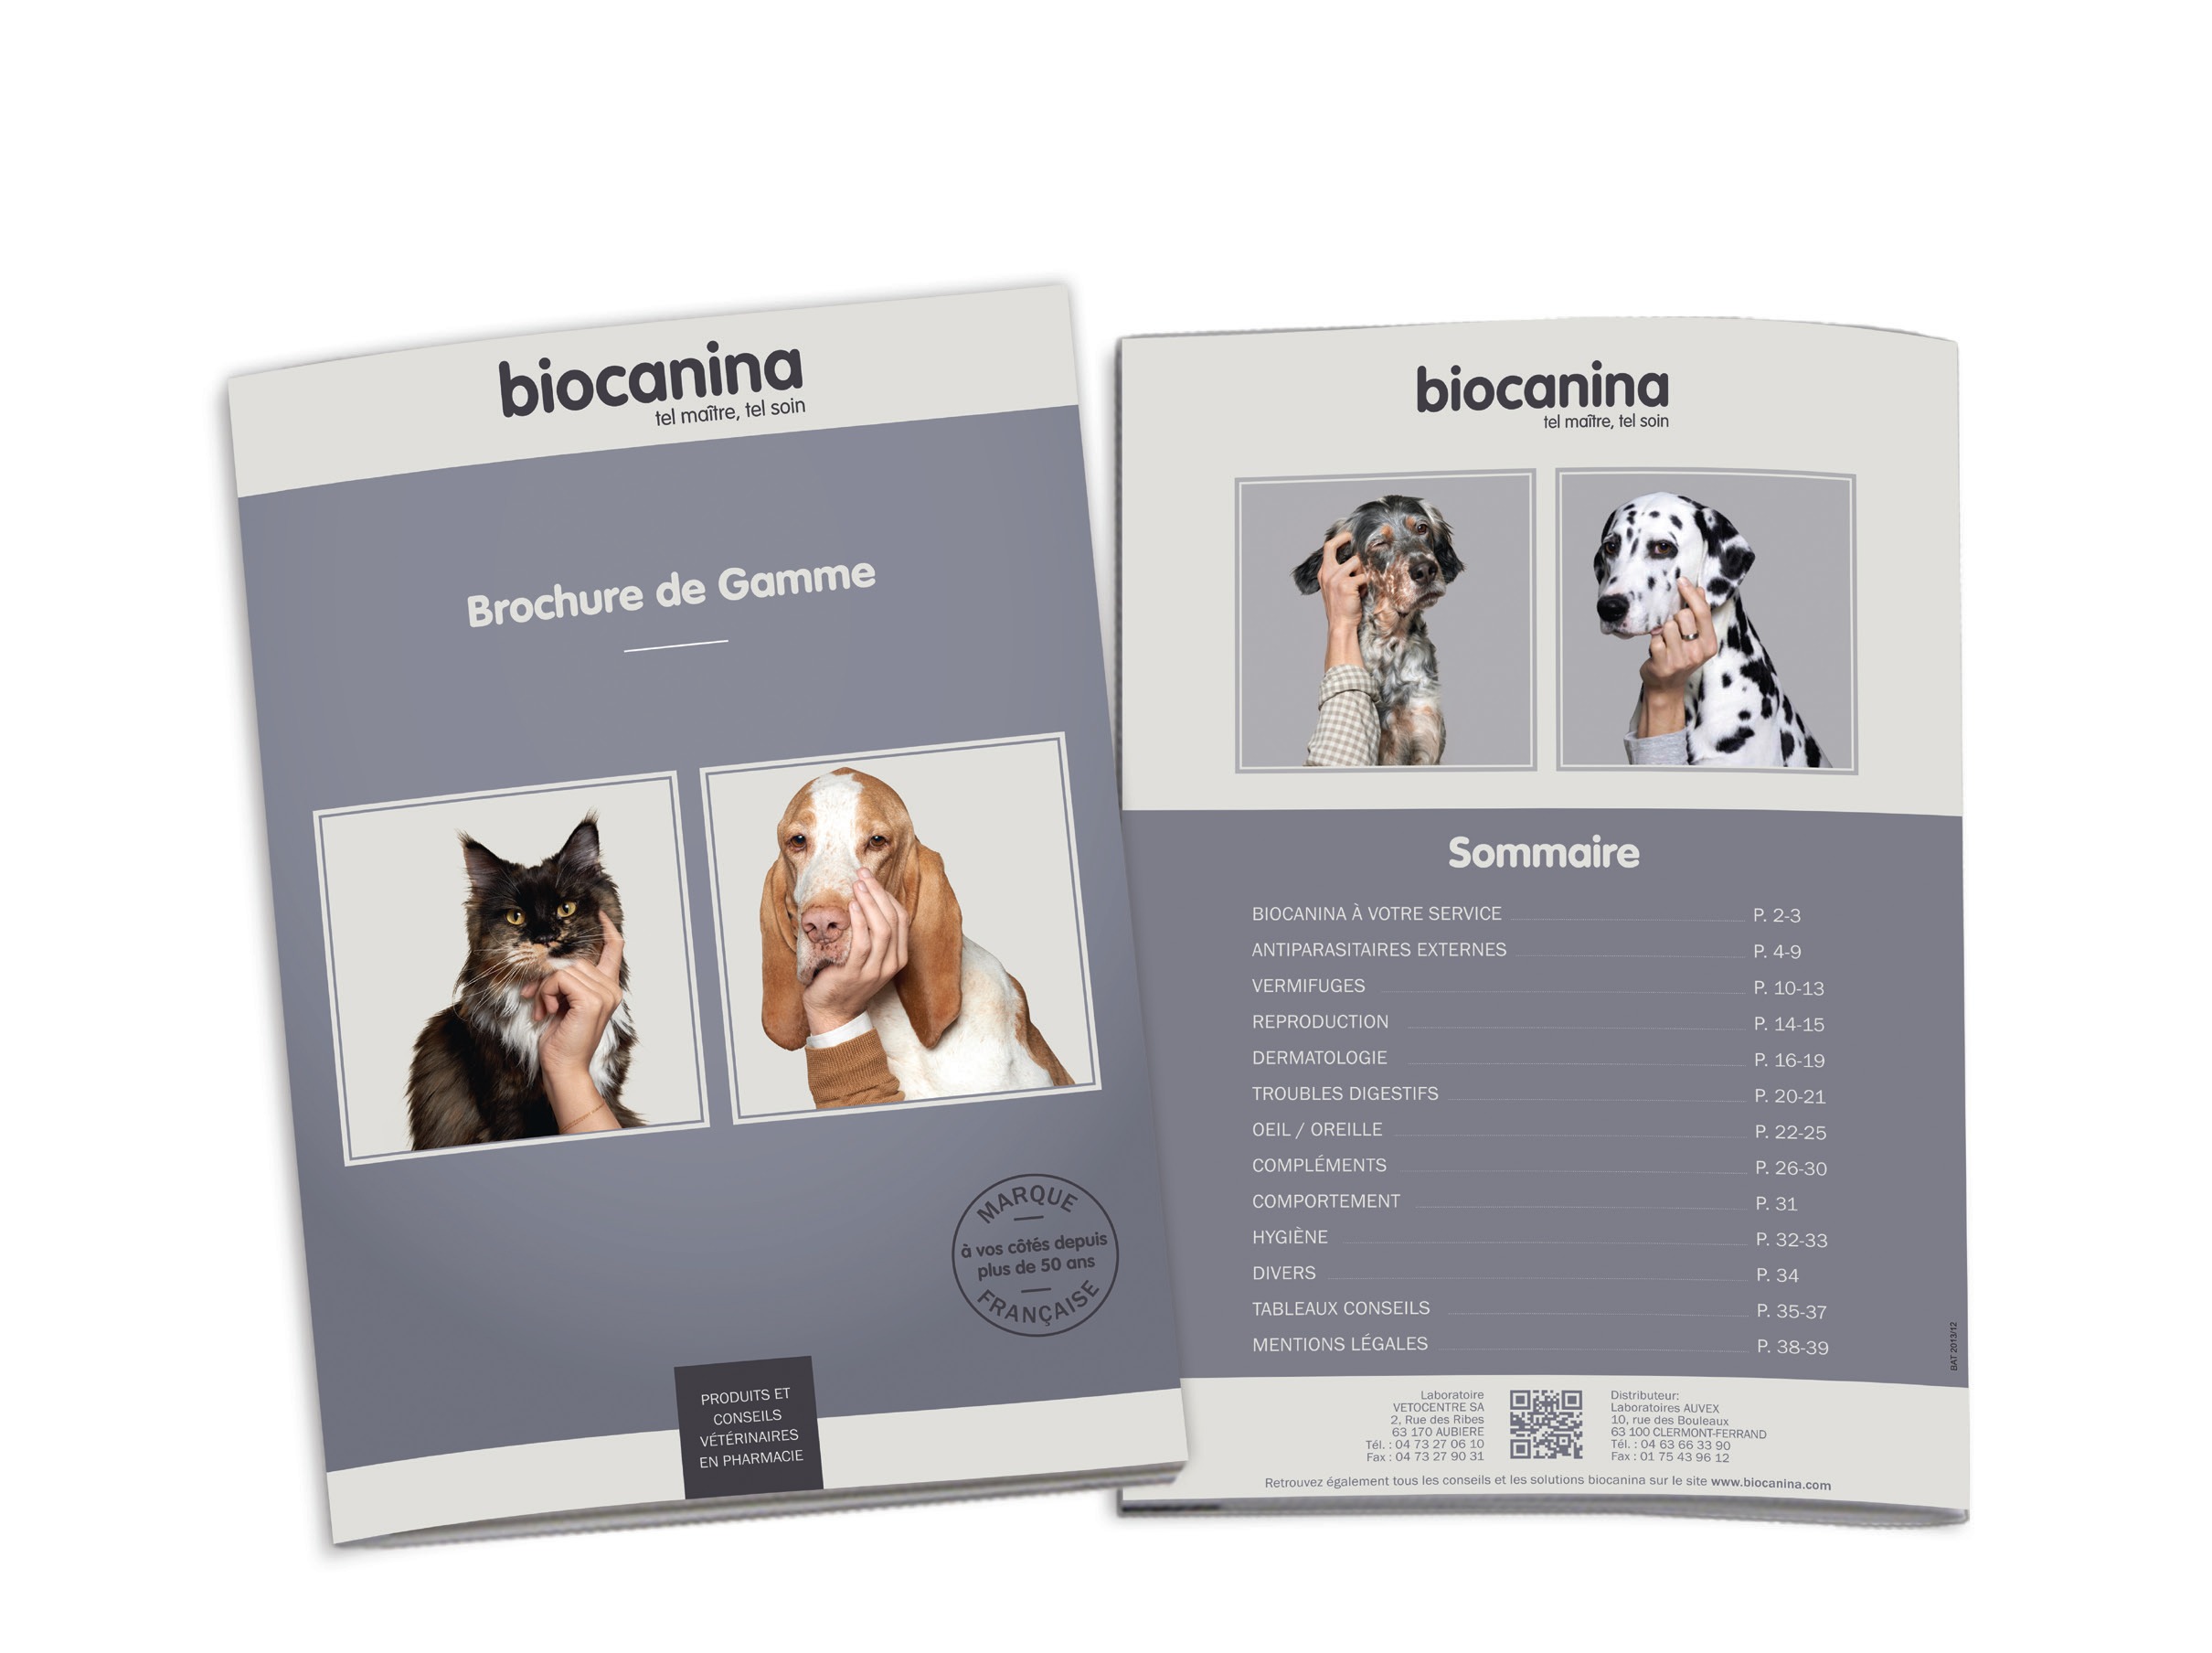 biocanina
tel maître, tel soin
Brochure de Gamme
MARQUE
à vos côtés depuis
plus de 50 ans
FRANÇAISE
PRODUITS ET
CONSEILS
VÉTÉRINAIRES
EN PHARMACIE
biocanina
tel maître, tel soin
Sommaire
BIOCANINA À VOTRE SERVICE P. 2-3
ANTIPARASITAIRES EXTERNES P. 4-9
VERMIFUGES P. 10-13
REPRODUCTION P. 14-15
DERMATOLOGIE P. 16-19
TROUBLES DIGESTIFS P. 20-21
OEIL / OREILLE P. 22-25
COMPLÉMENTS P. 26-30
COMPORTEMENT P. 31
HYGIÈNE P. 32-33
DIVERS P. 34
TABLEAUX CONSEILS P. 35-37
MENTIONS LÉGALES P. 38-39
BAT 2013/12
Laboratoire
VETOCENTRE SA
2, Rue des Ribes
63 170 AUBIERE
Tél. : 04 73 27 06 10
Fax : 04 73 27 90 31
Distributeur:
Laboratoires AUVEX
10, rue des Bouleaux
63 100 CLERMONT-FERRAND
Tél. : 04 63 66 33 90
Fax : 01 75 43 96 12
Retrouvez également tous les conseils et les solutions biocanina sur le site www.biocanina.com